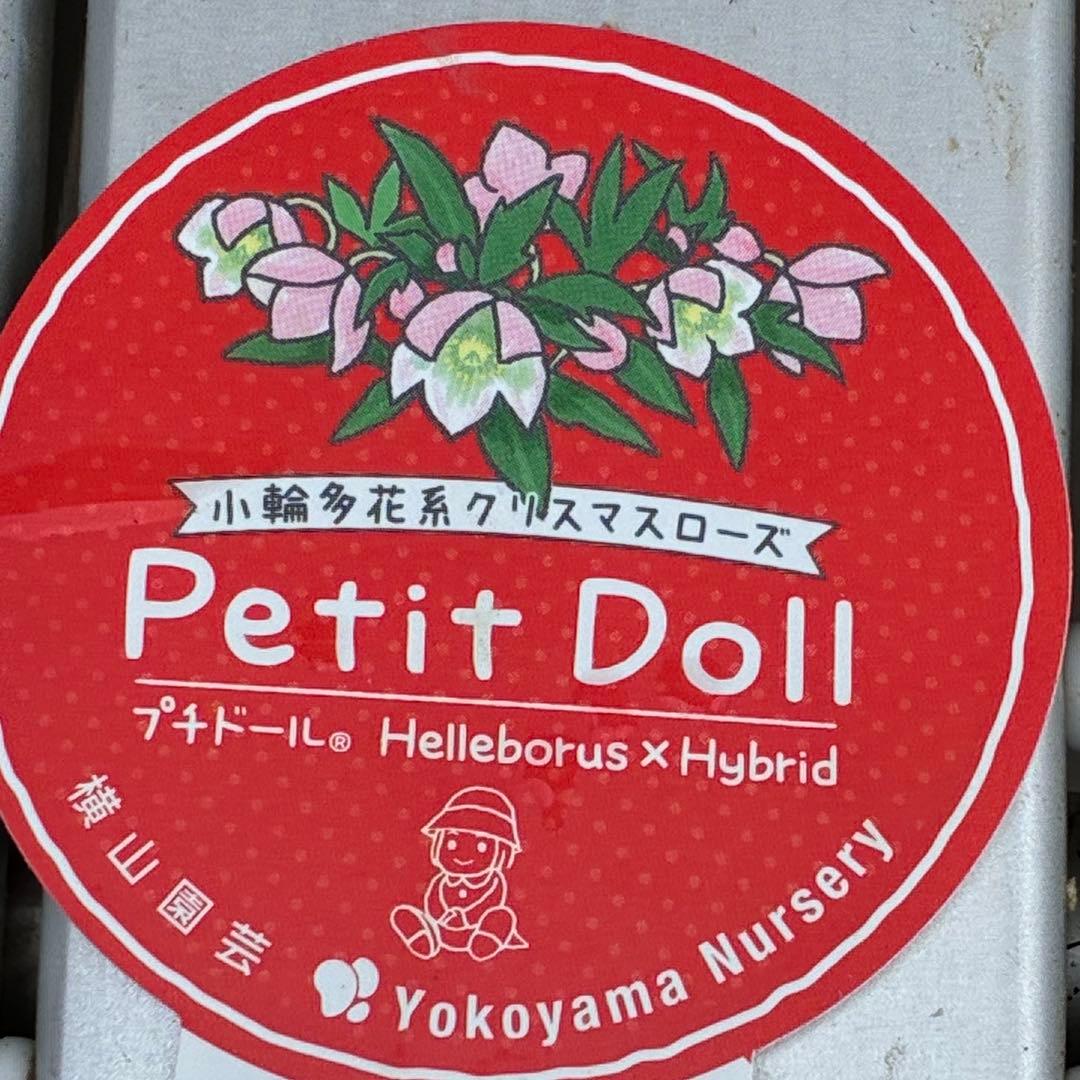 小輪多花系クリスマスローズ
Petit Doll
プチドール® Helleborus × Hybrid
横山園芸
Yokoyama Nursery